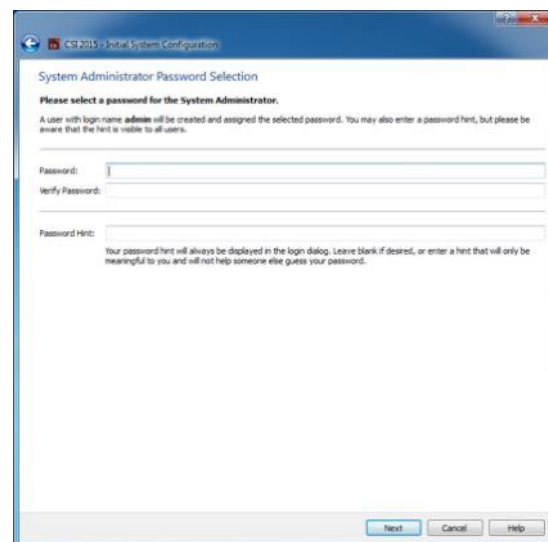 CSI 2015 - Initial System Configuration
System Administrator Password Selection
Please select a password for the System Administrator.
A user with login name admin will be created and assigned the selected password. You may also enter a password hint, but please be
aware that the hint is visible to all users.
Password:
Verify Password:
Password Hint:
Your password hint will always be displayed in the login dialog. Leave blank if desired, or enter a hint that will only be
meaningful to you and will not help someone else guess your password.
Next
Cancel
Help